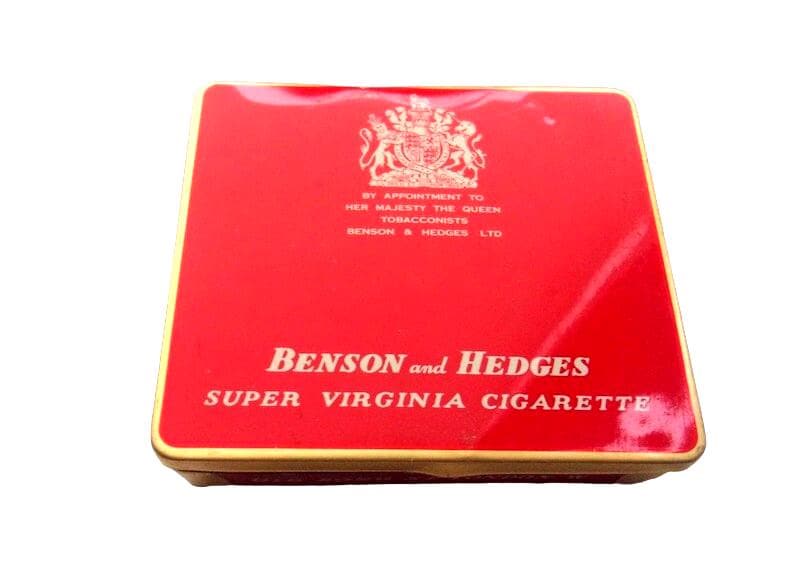 BY APPOINTMENT TO
HER MAJESTY THE QUEEN
TOBACCONISTS
BENSON & HEDGES LTD
BENSON and HEDGES
SUPER VIRGINIA CIGARETTE